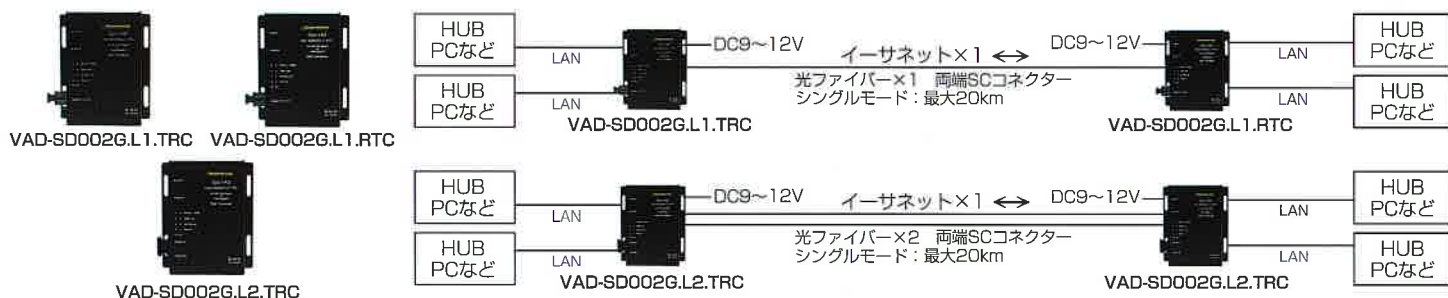 VAD-SD002G.L1.TRC
VAD-SD002G.L1.RTC
VAD-SD002G.L2.TRC
HUB
PCなど
LAN
HUB
PCなど
LAN
DC9〜12V
VAD-SD002G.L1.TRC
イーサネット×1 ↔
光ファイバー×1 両端SCコネクター
シングルモード：最大20km
DC9〜12V
VAD-SD002G.L1.RTC
LAN
HUB
PCなど
LAN
HUB
PCなど
HUB
PCなど
LAN
HUB
PCなど
LAN
DC9〜12V
VAD-SD002G.L2.TRC
イーサネット×1 ↔
光ファイバー×2 両端SCコネクター
シングルモード：最大20km
DC9〜12V
VAD-SD002G.L2.TRC
LAN
HUB
PCなど
LAN
HUB
PCなど